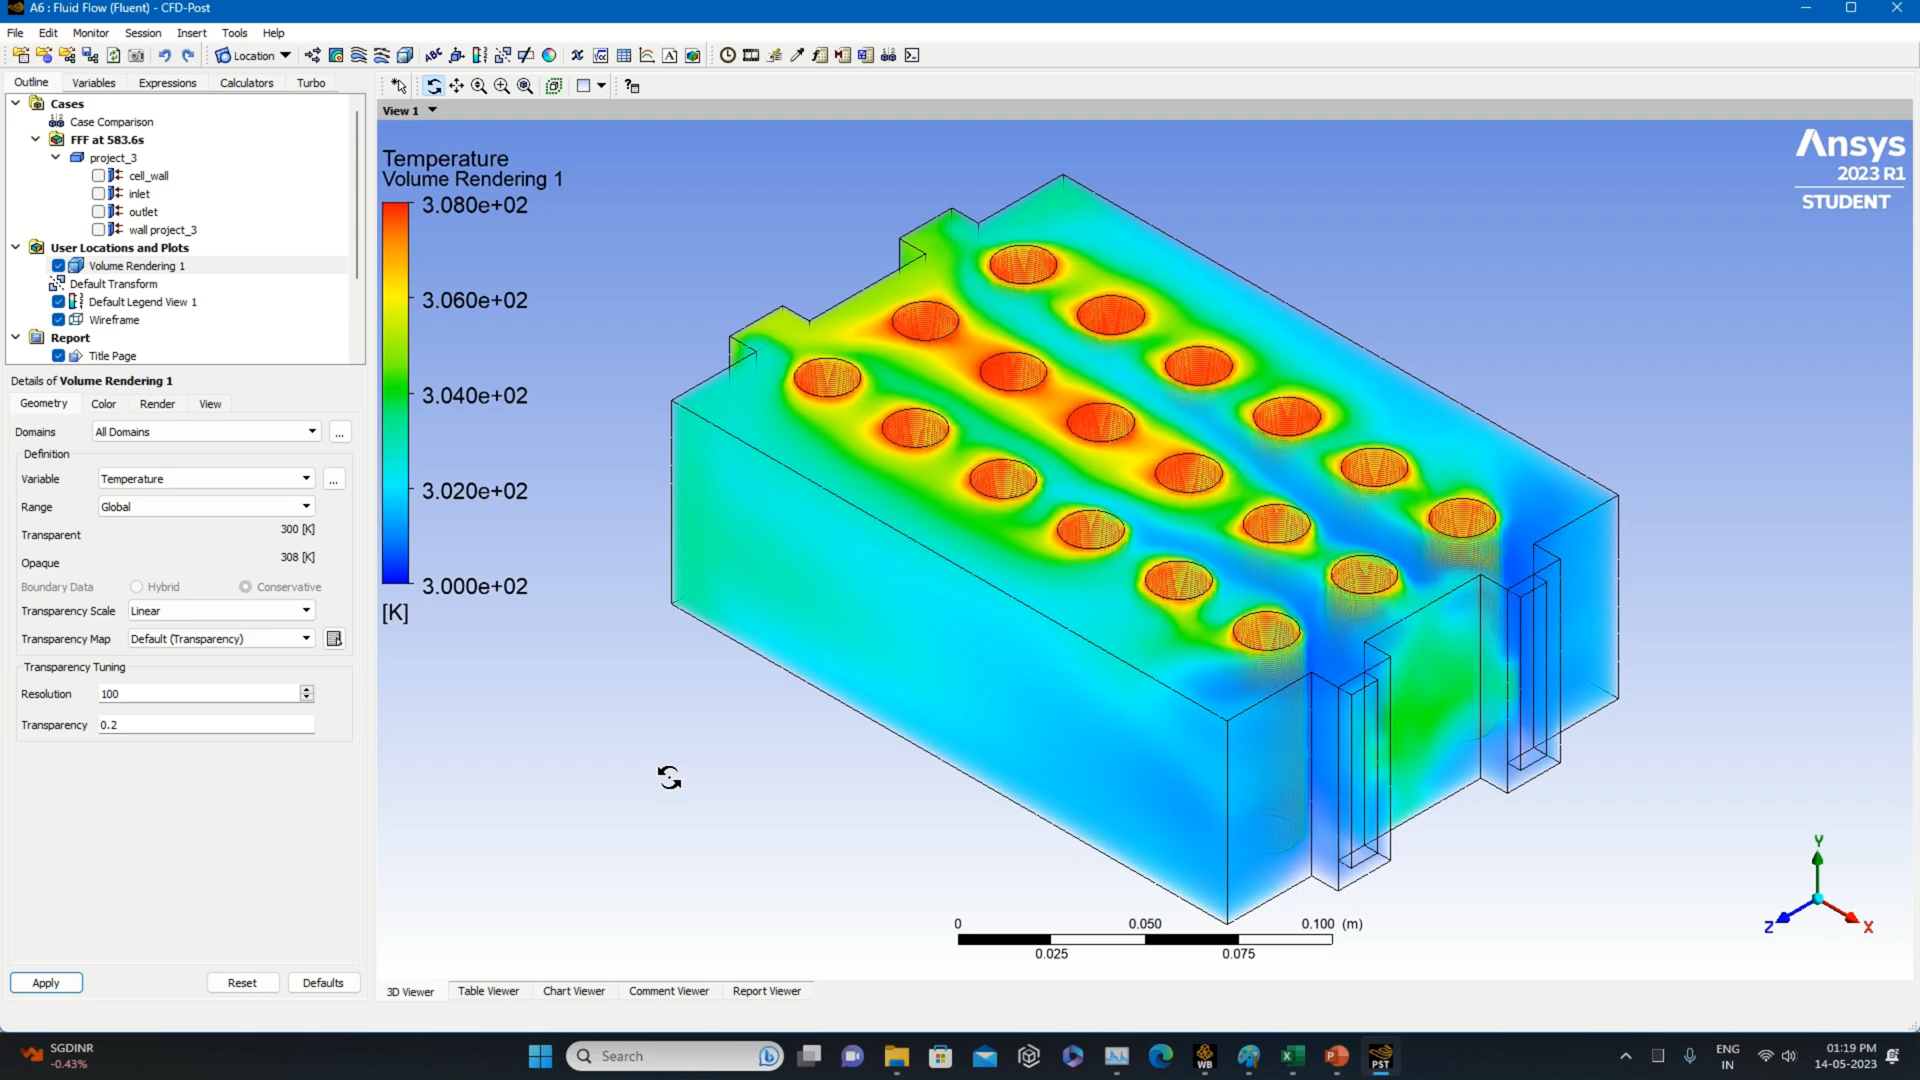 A6 : Fluid Flow (Fluent) - CFD-Post
File Edit Monitor Session Insert Tools Help
Location
Outline Variables Expressions Calculators Turbo
Cases
Case Comparison
FFF at 583.6s
project_3
cell_wall
inlet
outlet
wall project_3
User Locations and Plots
Volume Rendering 1
Default Transform
Default Legend View 1
Wireframe
Report
Title Page
Details of Volume Rendering 1
Geometry Color Render View
Domains All Domains ...
Definition
Variable Temperature ...
Range Global
Transparent 300 [K]
Opaque 308 [K]
Boundary Data Hybrid Conservative
Transparency Scale Linear
Transparency Map Default (Transparency)
Transparency Tuning
Resolution 100
Transparency 0.2
Apply Reset Defaults
View 1
Temperature
Volume Rendering 1
3.080e+02
3.060e+02
3.040e+02
3.020e+02
3.000e+02
[K]
Ansys
2023 R1
STUDENT
0 0.050 0.100 (m)
0.025 0.075
Y
Z
X
3D Viewer Table Viewer Chart Viewer Comment Viewer Report Viewer
SGDINR
-0.43%
Search
WB
PST
ENG
IN
01:19 PM
14-05-2023